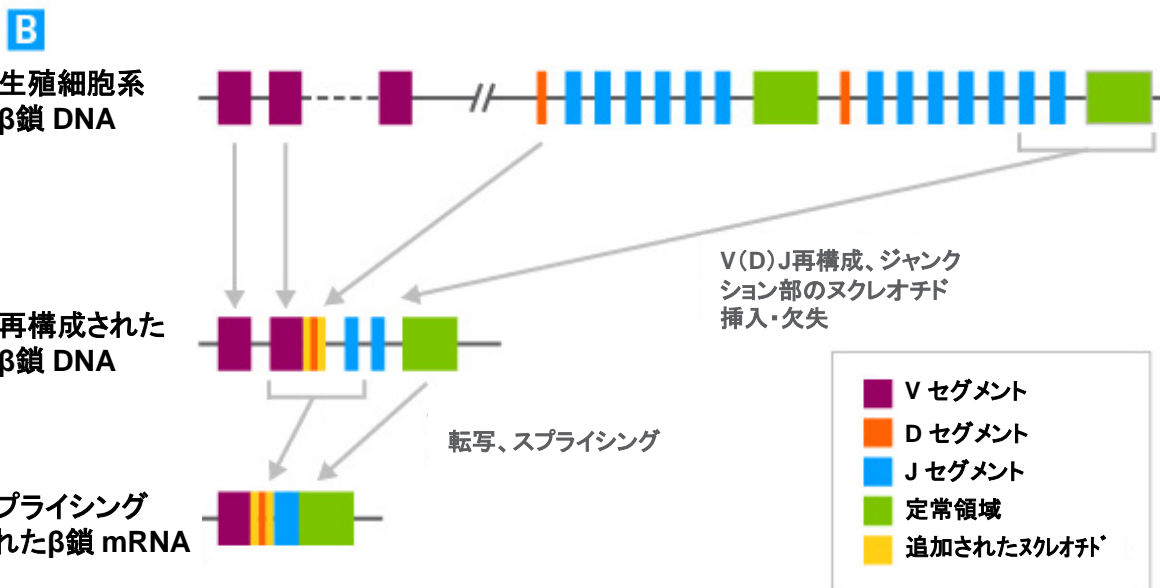 B
生殖細胞系
β鎖 DNA
V（D）J再構成、ジャンク
ション部のヌクレオチド
挿入・欠失
再構成された
β鎖 DNA
転写、スプライシング
プライシング
れたβ鎖 mRNA
V セグメント
D セグメント
J セグメント
定常領域
追加されたヌクレオチド